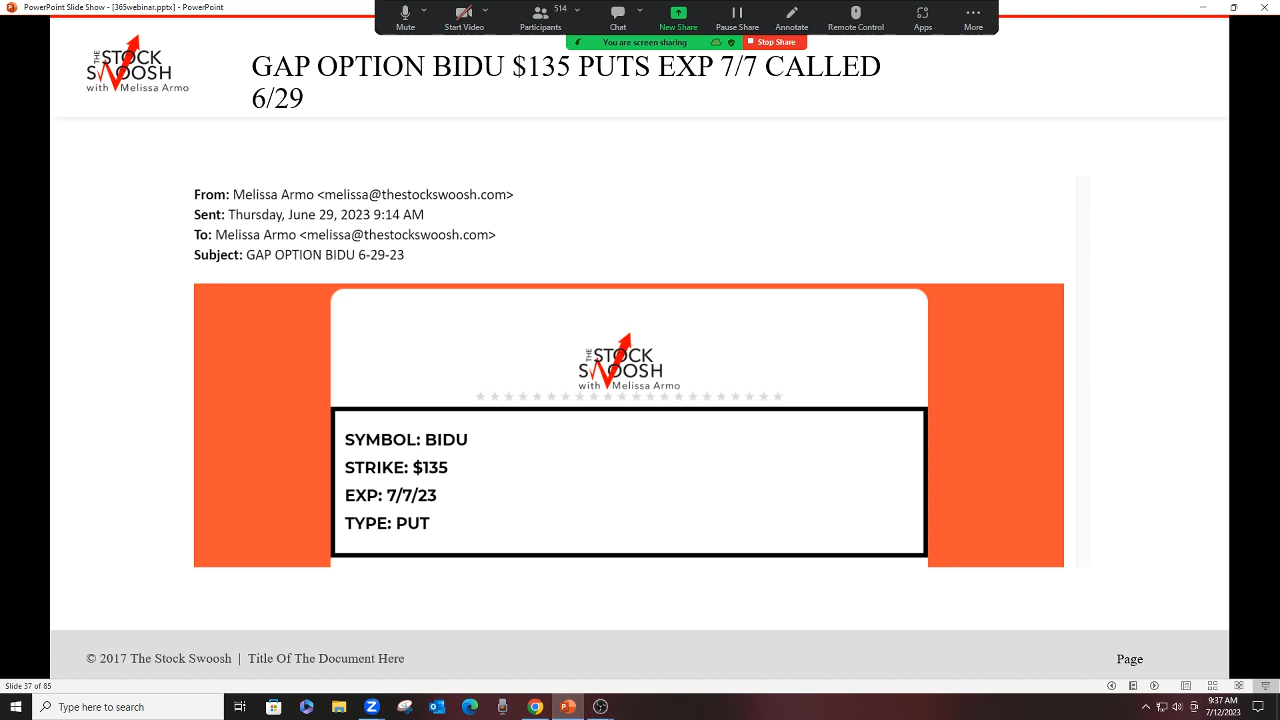 PowerPoint Slide Show - [365webinar.pptx] - PowerPoint
514
Mute
Start Video
Participants
Chat
New Share
Pause Share
Annotate
Remote Control
Apps
More
You are screen sharing
Stop Share
THE
STOCK
SWOOSH
with Melissa Armo
GAP OPTION BIDU $135 PUTS EXP 7/7 CALLED
6/29
From: Melissa Armo <melissa@thestockswoosh.com>
Sent: Thursday, June 29, 2023 9:14 AM
To: Melissa Armo <melissa@thestockswoosh.com>
Subject: GAP OPTION BIDU 6-29-23
THE
STOCK
SWOOSH
with Melissa Armo
SYMBOL: BIDU
STRIKE: $135
EXP: 7/7/23
TYPE: PUT
© 2017 The Stock Swoosh | Title Of The Document Here
Page
Slide 37 of 85
Type here to search
9:37 AM
7/12/2023